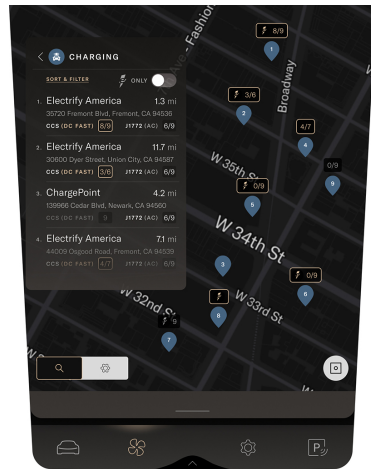 CHARGING
SORT & FILTER
ONLY
1. Electrify America 1.3 mi
35720 Fremont Blvd, Fremont, CA 94536
CCS (DC FAST) 8/9 J1772 (AC) 6/9
2. Electrify America 11.7 mi
30600 Dyer Street, Union City, CA 94587
CCS (DC FAST) 3/6 J1772 (AC) 6/9
3. ChargePoint 4.2 mi
139966 Cedar Blvd, Newark, CA 94560
CCS (DC FAST) 9 J1772 (AC) 6/9
4. Electrify America 7.1 mi
44009 Osgood Road, Fremont, CA 94539
CCS (DC FAST) 4/7 J1772 (AC) 6/9
Fashion
8/9
1
Broadway
3/6
2
4/7
4
W 35th St
0/9
9
0/9
5
W 34th St
3
0/9
6
W 32nd St
W 33rd St
8
9
7
W
P